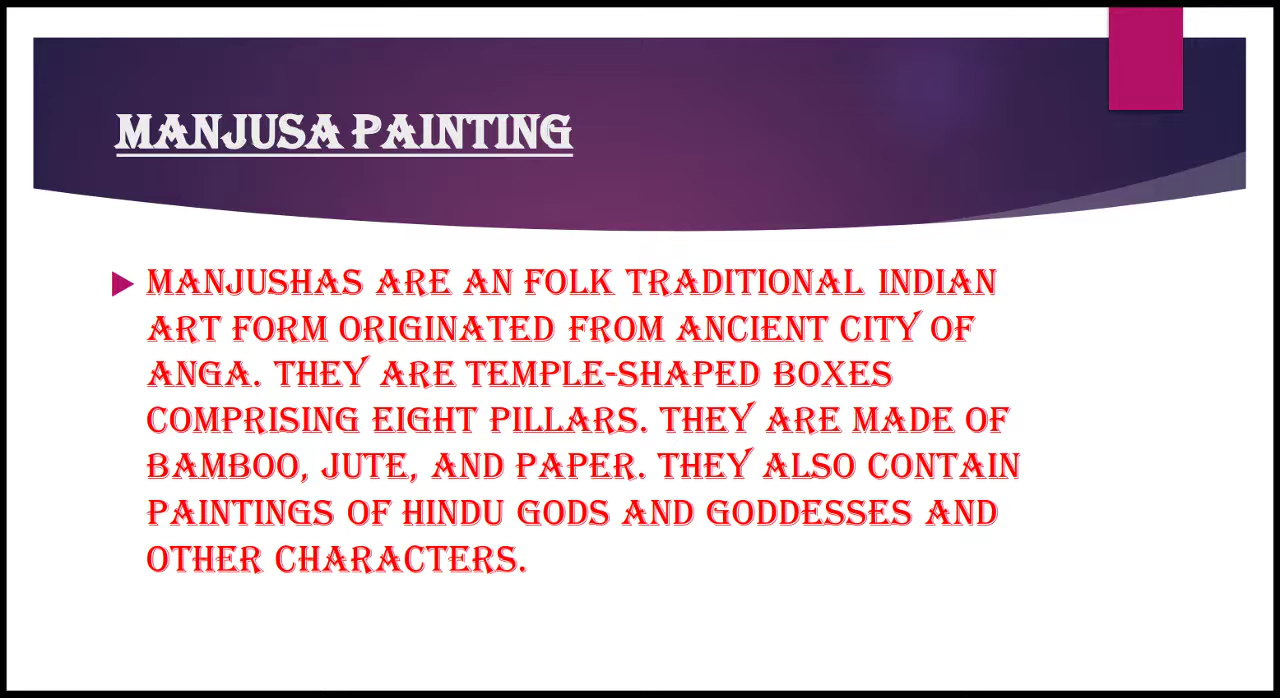 MANJUSA PAINTING
MANJUSHAS ARE AN FOLK TRADITIONAL INDIAN
ART FORM ORIGINATED FROM ANCIENT CITY OF
ANGA. THEY ARE TEMPLE-SHAPED BOXES
COMPRISING EIGHT PILLARS. THEY ARE MADE OF
BAMBOO, JUTE, AND PAPER. THEY ALSO CONTAIN
PAINTINGS OF HINDU GODS AND GODDESSES AND
OTHER CHARACTERS.